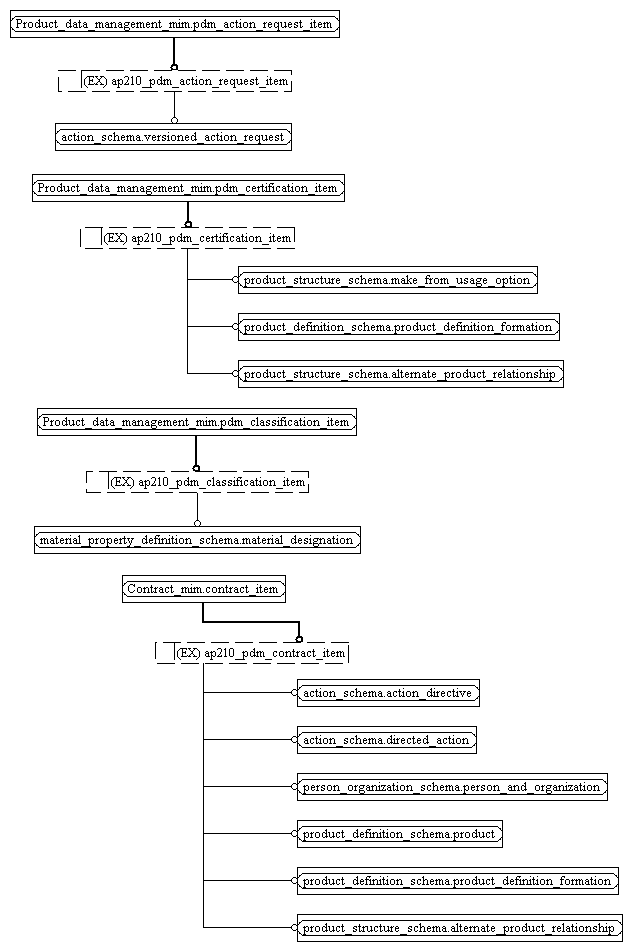 Product_data_management_mim.pdm_action_request_item
(EX) ap210_pdm_action_request_item
action_schema.versioned_action_request
Product_data_management_mim.pdm_certification_item
(EX) ap210_pdm_certification_item
product_structure_schema.make_from_usage_option
product_definition_schema.product_definition_formation
product_structure_schema.alternate_product_relationship
Product_data_management_mim.pdm_classification_item
(EX) ap210_pdm_classification_item
material_property_definition_schema.material_designation
Contract_mim.contract_item
(EX) ap210_pdm_contract_item
action_schema.action_directive
action_schema.directed_action
person_organization_schema.person_and_organization
product_definition_schema.product
product_definition_schema.product_definition_formation
product_structure_schema.alternate_product_relationship